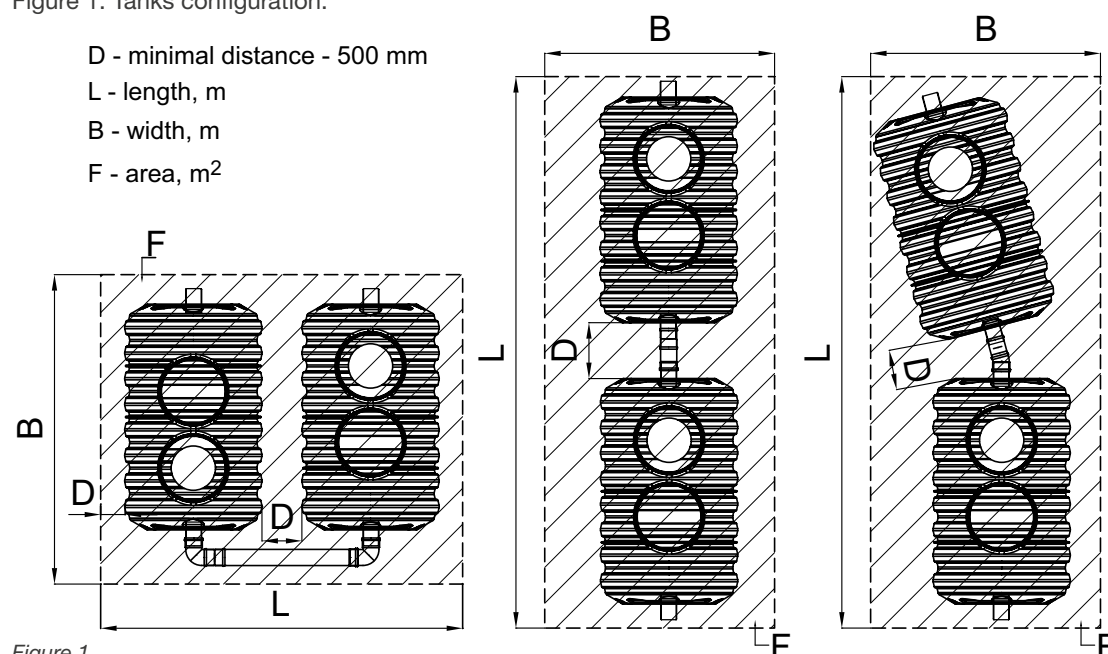 Figure 1. Tanks configuration.
D - minimal distance - 500 mm
L - length, m
B - width, m
F - area, m²
F
B
D
D
L
B
L
D
F
B
L
D
F
Figure 1